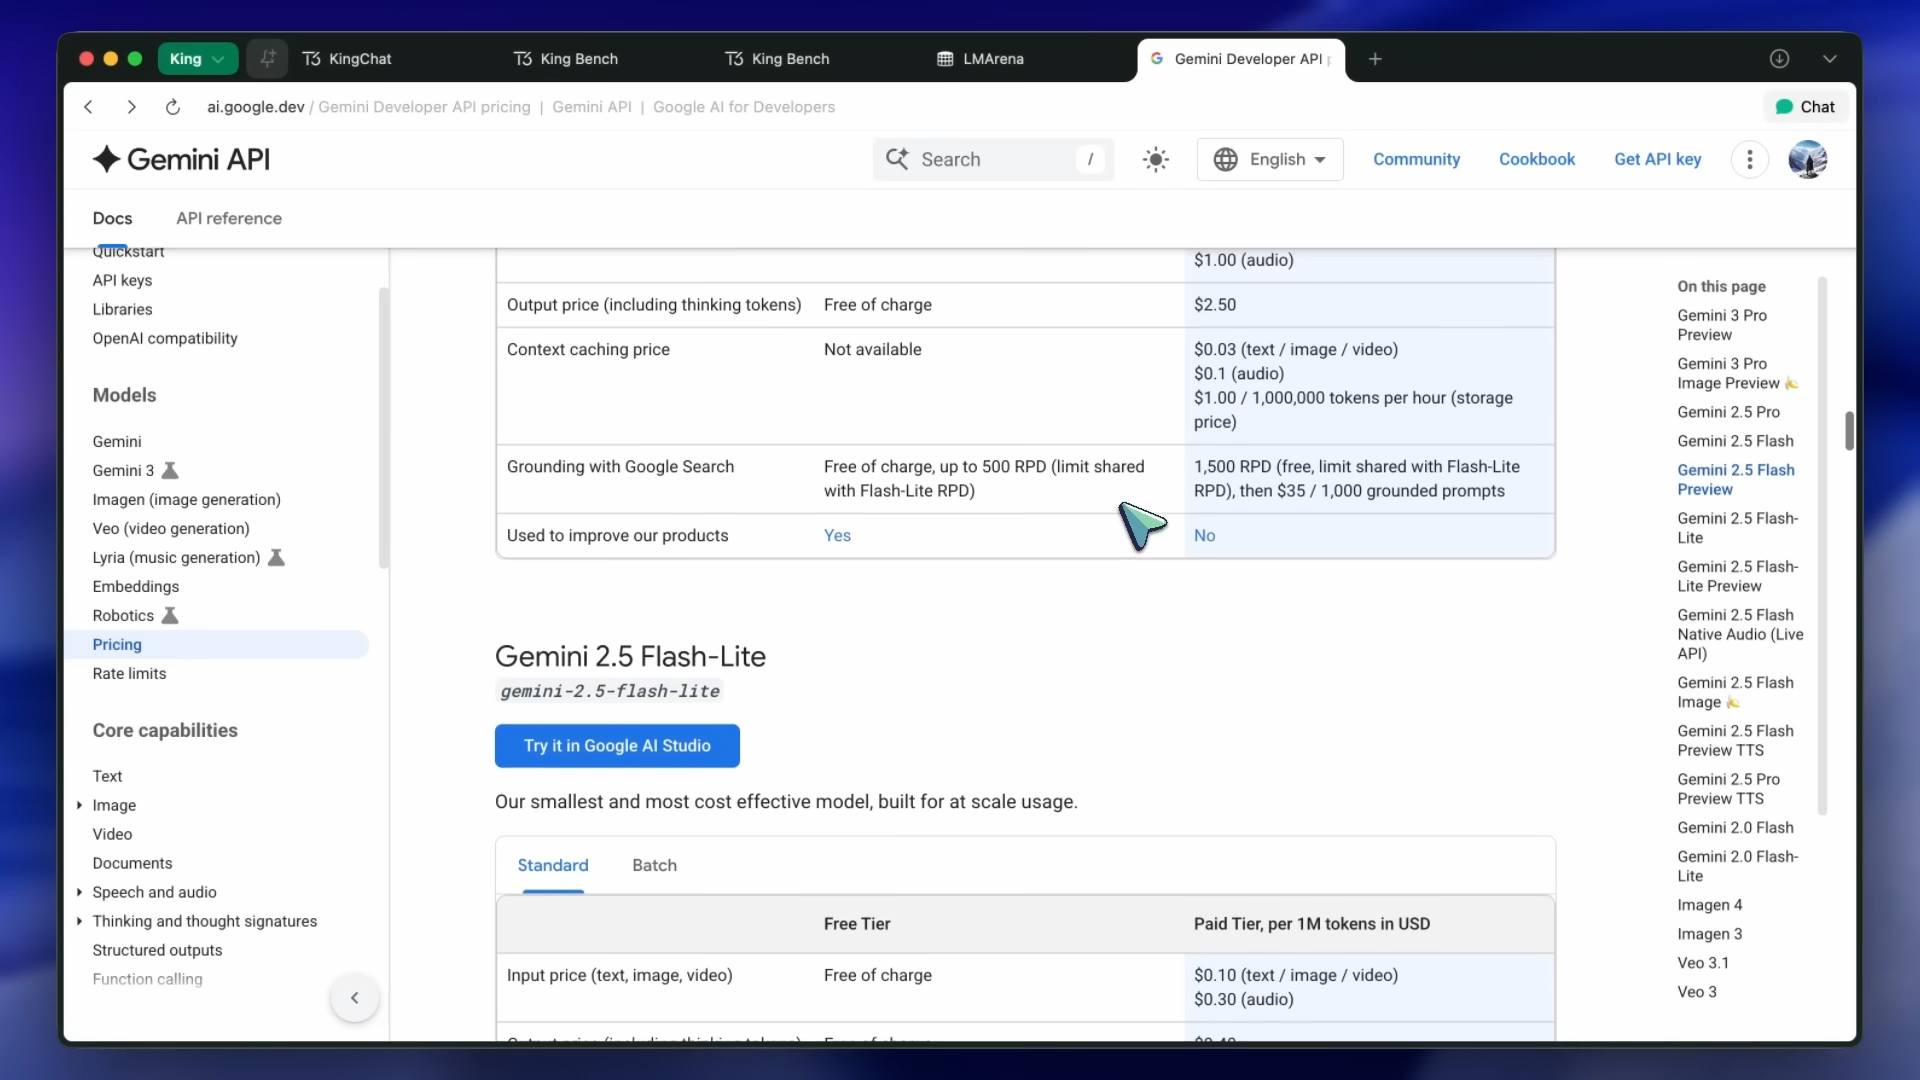 King
KingChat
King Bench
King Bench
LMArena
Gemini Developer API
ai.google.dev / Gemini Developer API pricing | Gemini API | Google AI for Developers
Chat
Gemini API
Search
/
English
Community
Cookbook
Get API key
Docs
API reference
Quickstart
API keys
Libraries
OpenAI compatibility
Models
Gemini
Gemini 3
Imagen (image generation)
Veo (video generation)
Lyria (music generation)
Embeddings
Robotics
Pricing
Rate limits
Core capabilities
Text
Image
Video
Documents
Speech and audio
Thinking and thought signatures
Structured outputs
Function calling
$1.00 (audio)
Output price (including thinking tokens)
Free of charge
$2.50
Context caching price
Not available
$0.03 (text / image / video)
$0.1 (audio)
$1.00 / 1,000,000 tokens per hour (storage
price)
Grounding with Google Search
Free of charge, up to 500 RPD (limit shared
with Flash-Lite RPD)
1,500 RPD (free, limit shared with Flash-Lite
RPD), then $35 / 1,000 grounded prompts
Used to improve our products
Yes
No
Gemini 2.5 Flash-Lite
gemini-2.5-flash-lite
Try it in Google AI Studio
Our smallest and most cost effective model, built for at scale usage.
Standard
Batch
Free Tier
Paid Tier, per 1M tokens in USD
Input price (text, image, video)
Free of charge
$0.10 (text / image / video)
$0.30 (audio)
On this page
Gemini 3 Pro
Preview
Gemini 3 Pro
Image Preview 🍌
Gemini 2.5 Pro
Gemini 2.5 Flash
Gemini 2.5 Flash
Preview
Gemini 2.5 Flash-
Lite
Gemini 2.5 Flash-
Lite Preview
Gemini 2.5 Flash
Native Audio (Live
API)
Gemini 2.5 Flash
Image 🍌
Gemini 2.5 Flash
Preview TTS
Gemini 2.5 Pro
Preview TTS
Gemini 2.0 Flash
Gemini 2.0 Flash-
Lite
Imagen 4
Imagen 3
Veo 3.1
Veo 3